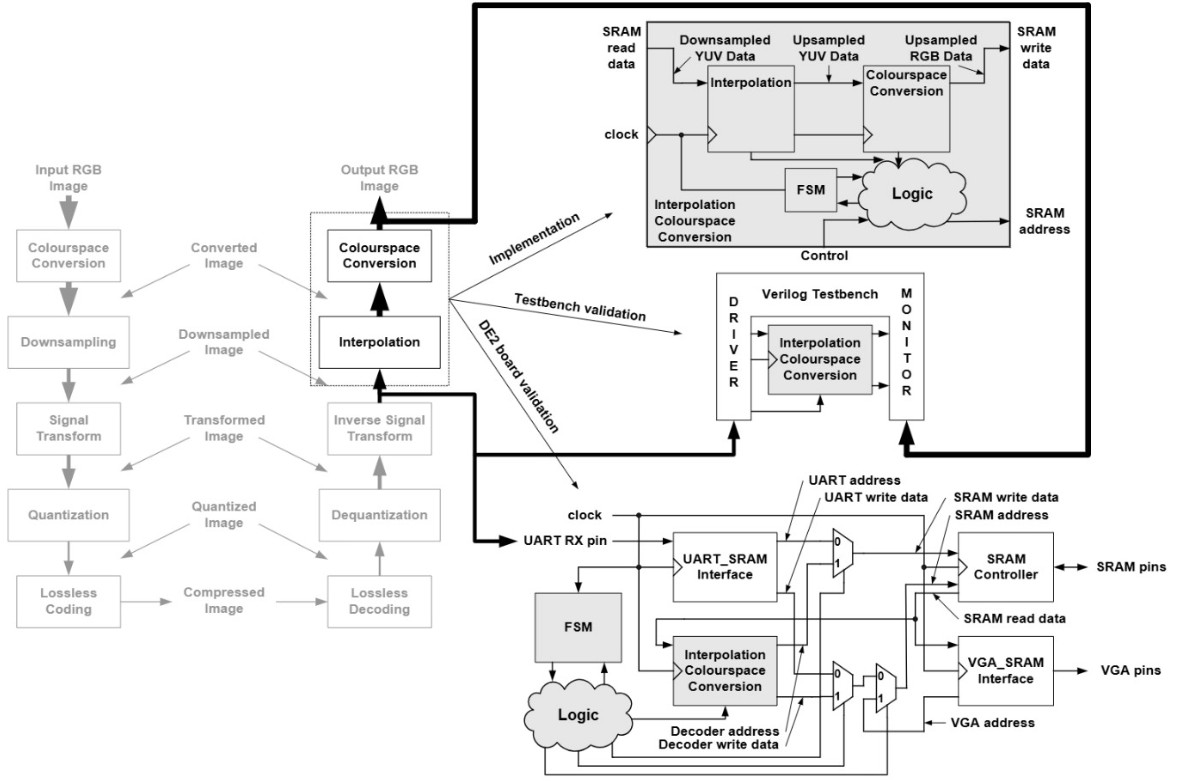 Input RGB
Image
Colourspace
Conversion
Downsampling
Signal
Transform
Quantization
Lossless
Coding
Converted
Image
Downsampled
Image
Transformed
Image
Quantized
Image
Compressed
Image
Output RGB
Image
Colourspace
Conversion
Interpolation
Inverse Signal
Transform
Dequantization
Lossless
Decoding
Implementation
Testbench validation
DE2 board validation
SRAM
read
data
Downsampled
YUV Data
Upsampled
YUV Data
Upsampled
RGB Data
SRAM
write
data
Interpolation
Colourspace
Conversion
clock
FSM
Logic
Interpolation
Colourspace
Conversion
SRAM
address
Control
DRIVER
Verilog Testbench
MONITOR
Interpolation
Colourspace
Conversion
UART address
UART write data
SRAM write data
SRAM address
clock
UART RX pin
UART_SRAM
Interface
0
1
SRAM
Controller
SRAM pins
SRAM read data
FSM
Interpolation
Colourspace
Conversion
0
1
0
1
VGA_SRAM
Interface
VGA pins
Logic
Decoder address
Decoder write data
VGA address